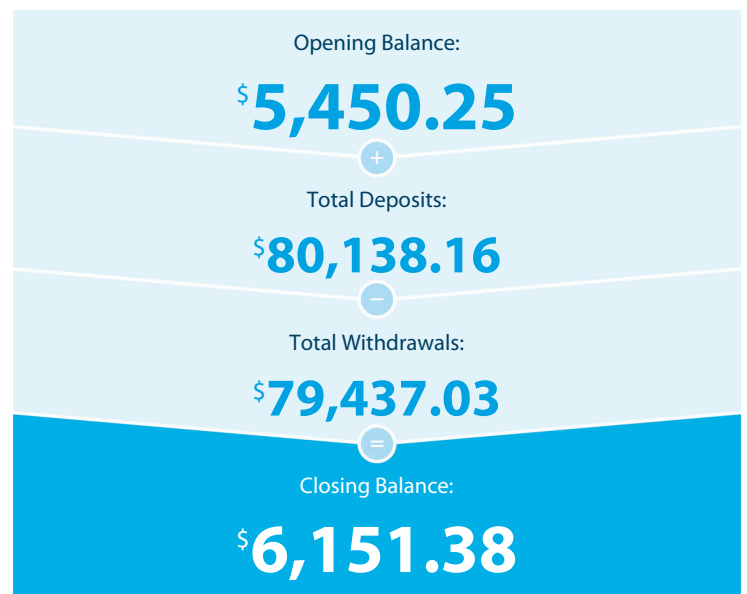 Opening Balance:
$5,450.25
+
Total Deposits:
$80,138.16
−
Total Withdrawals:
$79,437.03
=
Closing Balance:
$6,151.38